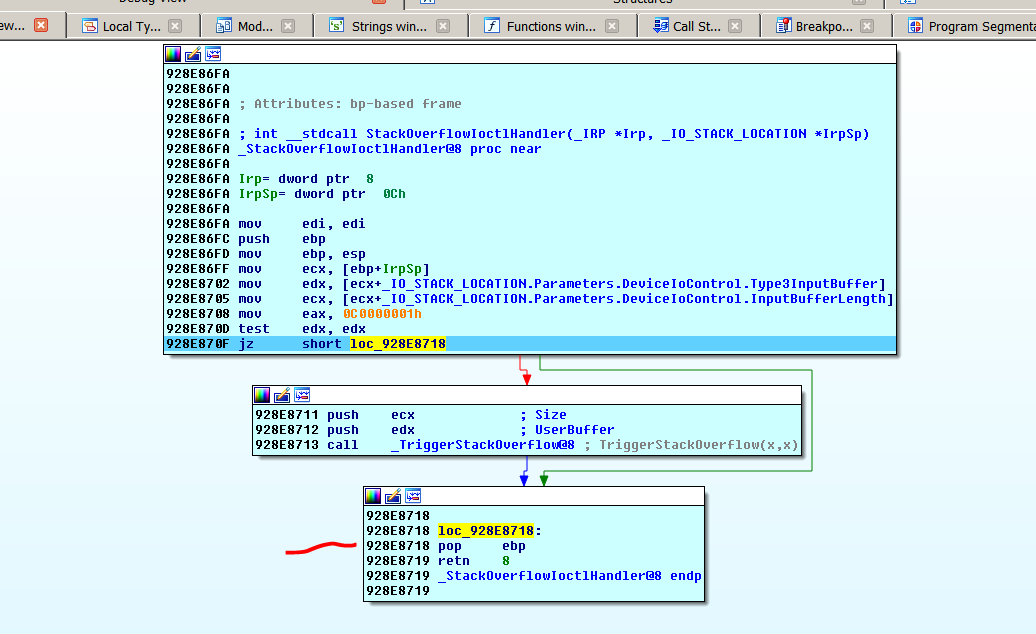 Debug View
Structures
ew...
Local Ty...
Mod...
Strings win...
Functions win...
Call St...
Breakpo...
Program Segmenta
928E86FA
928E86FA
928E86FA ; Attributes: bp-based frame
928E86FA
928E86FA ; int __stdcall StackOverflowIoctlHandler(_IRP *Irp, _IO_STACK_LOCATION *IrpSp)
928E86FA _StackOverflowIoctlHandler@8 proc near
928E86FA
928E86FA Irp= dword ptr  8
928E86FA IrpSp= dword ptr  0Ch
928E86FA
928E86FA mov     edi, edi
928E86FC push    ebp
928E86FD mov     ebp, esp
928E86FF mov     ecx, [ebp+IrpSp]
928E8702 mov     edx, [ecx+_IO_STACK_LOCATION.Parameters.DeviceIoControl.Type3InputBuffer]
928E8705 mov     ecx, [ecx+_IO_STACK_LOCATION.Parameters.DeviceIoControl.InputBufferLength]
928E8708 mov     eax, 0C0000001h
928E870D test    edx, edx
928E870F jz      short loc_928E8718
928E8711 push    ecx             ; Size
928E8712 push    edx             ; UserBuffer
928E8713 call    _TriggerStackOverflow@8 ; TriggerStackOverflow(x,x)
928E8718
928E8718 loc_928E8718:
928E8718 pop     ebp
928E8719 retn    8
928E8719 _StackOverflowIoctlHandler@8 endp
928E8719